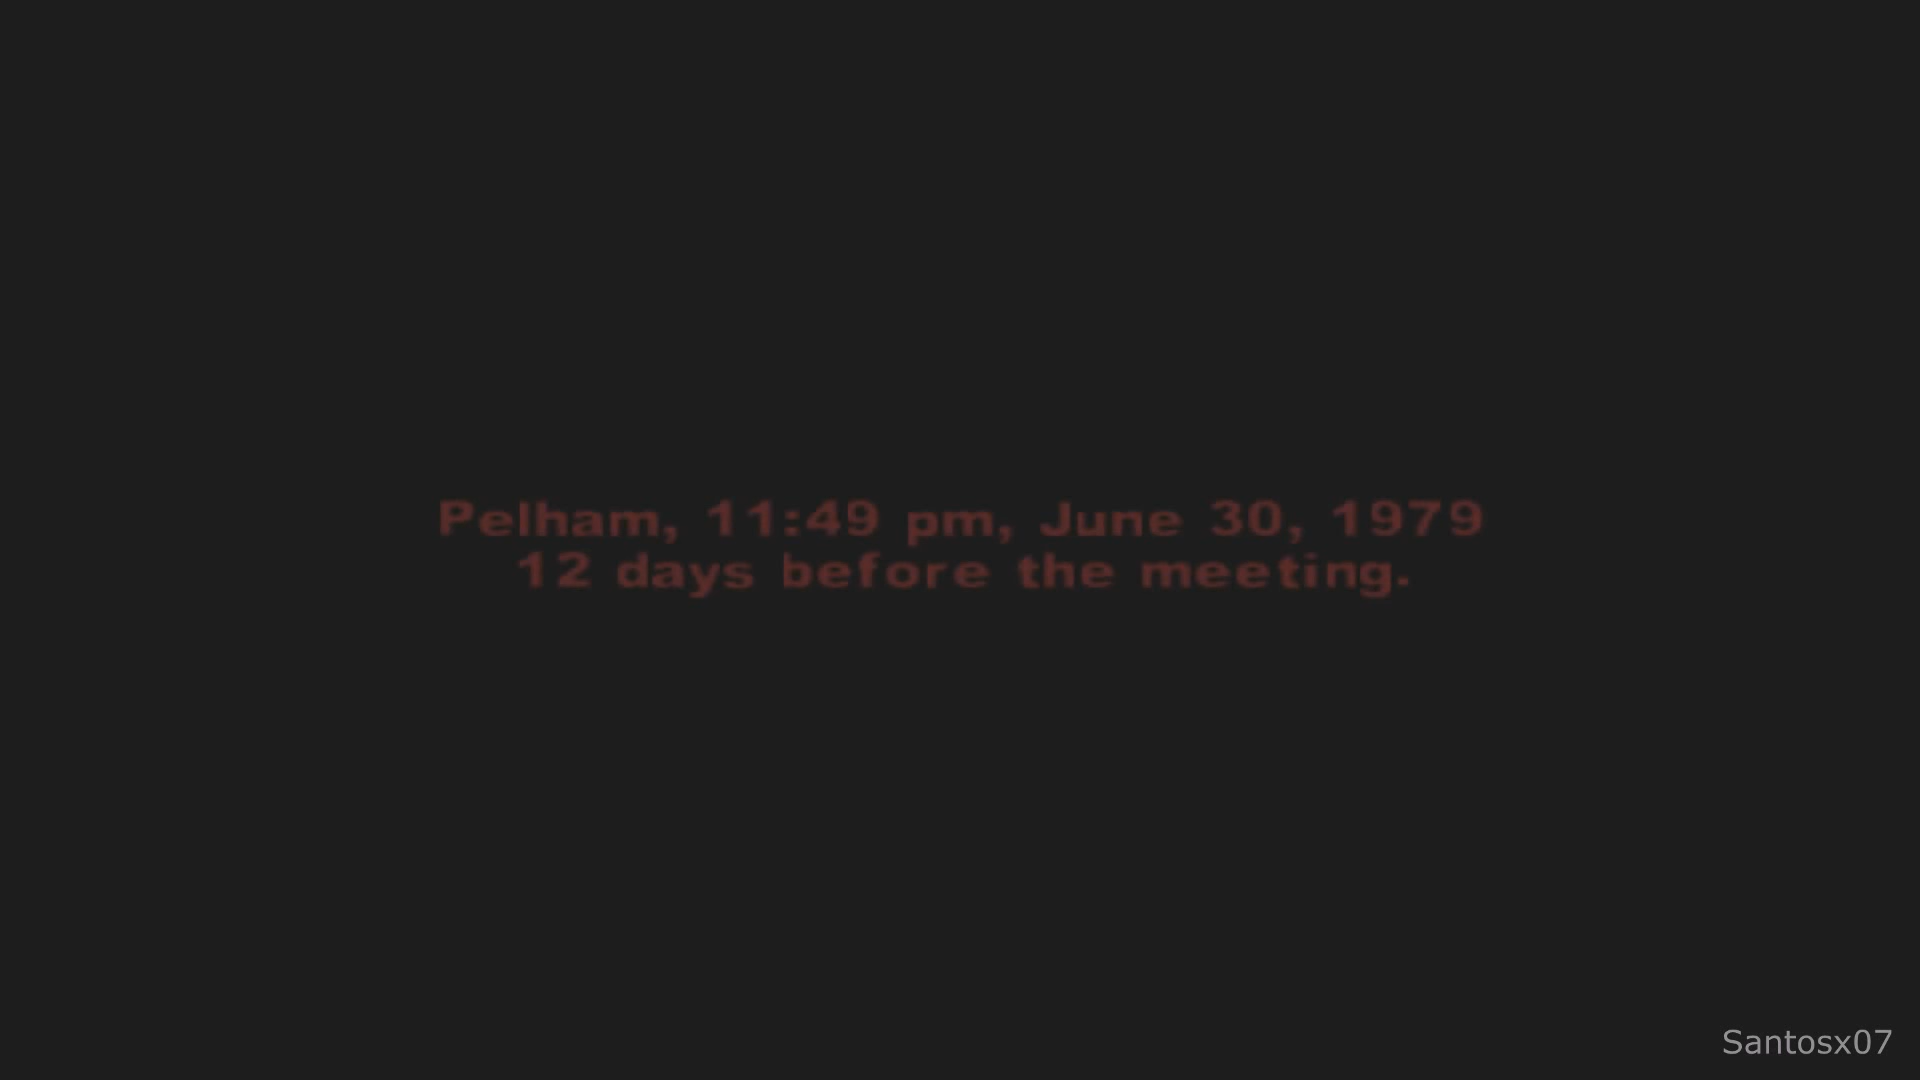 Pelham, 11:49 pm, June 30, 1979
12 days before the meeting.
Santosx07